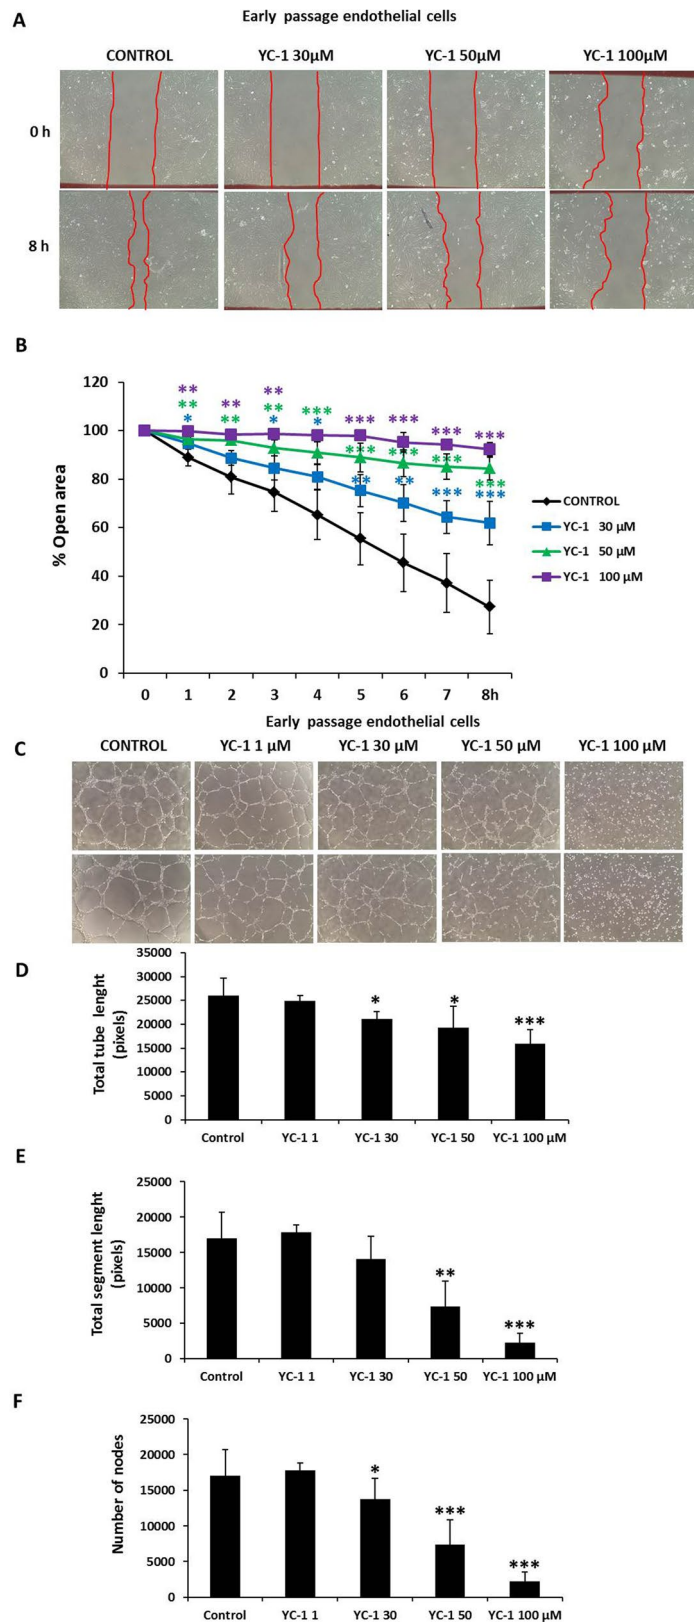 A
Early passage endothelial cells
CONTROL YC-1 30µM YC-1 50µM YC-1 100µM
0 h
8 h
B
% Open area
120
100
80
60
40
20
0
** ** ** 
** ** ** *** *** *** *** ***
* * * *** *** *** ***
** ** *** *** ***
0 1 2 3 4 5 6 7 8h
CONTROL
YC-1 30 µM
YC-1 50 µM
YC-1 100 µM
Early passage endothelial cells
C
CONTROL YC-1 1 µM YC-1 30 µM YC-1 50 µM YC-1 100 µM
D
Total tube lenght
(pixels)
35000
30000
25000
20000
15000
10000
5000
0
* * ***
Control YC-1 1 YC-1 30 YC-1 50 YC-1 100 µM
E
Total segment lenght
(pixels)
25000
20000
15000
10000
5000
0
** ***
Control YC-1 1 YC-1 30 YC-1 50 YC-1 100 µM
F
Number of nodes
25000
20000
15000
10000
5000
0
* *** ***
Control YC-1 1 YC-1 30 YC-1 50 YC-1 100 µM